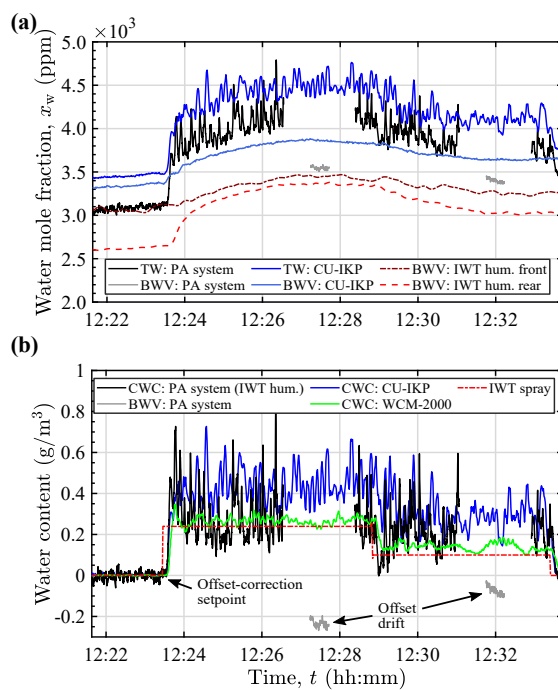 (a)
×10³
5.0
4.5
4.0
3.5
3.0
2.5
2.0
Water mole fraction, x_w (ppm)
TW: PA system
TW: CU-IKP
BWV: IWT hum. front
BWV: PA system
BWV: CU-IKP
BWV: IWT hum. rear
12:22
12:24
12:26
12:28
12:30
12:32
(b)
1
0.8
0.6
0.4
0.2
0
-0.2
Water content (g/m³)
CWC: PA system (IWT hum.)
CWC: CU-IKP
IWT spray
BWV: PA system
CWC: WCM-2000
Offset-correction
setpoint
Offset
drift
12:22
12:24
12:26
12:28
12:30
12:32
Time, t (hh:mm)